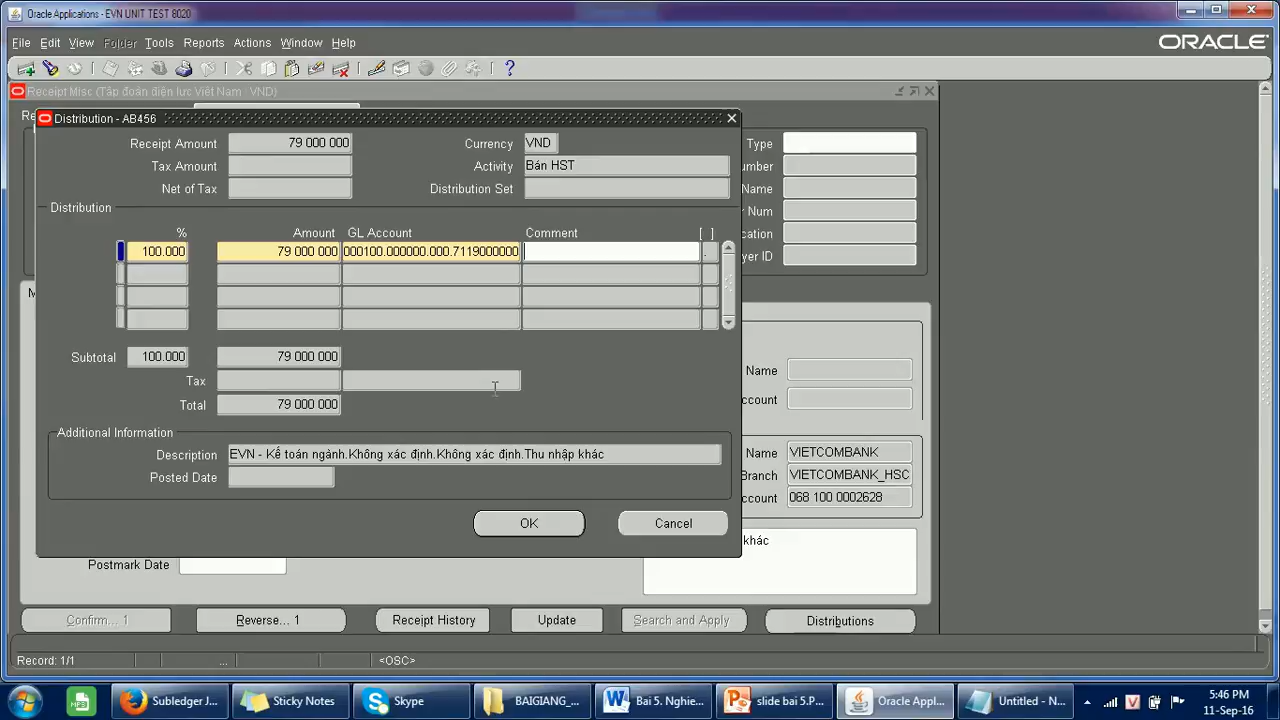 Oracle Applications - EVN UNIT TEST 8020
File Edit View Folder Tools Reports Actions Window Help
ORACLE
Receipt Misc (Tập đoàn điện lực Việt Nam : VND)
Distribution - AB456
Receipt Amount 79 000 000 Currency VND
Tax Amount Activity Bán HST
Net of Tax Distribution Set
Type
umber
Name
r Num
ocation
yer ID
Distribution
% Amount GL Account Comment [ ]
100.000 79 000 000 000100.000000.000.7119000000 .
Subtotal 100.000 79 000 000
Tax
Total 79 000 000
Name
ccount
Additional Information
Description EVN - Kế toán ngành.Không xác định.Không xác định.Thu nhập khác
Posted Date
Name VIETCOMBANK
Branch VIETCOMBANK_HSC
ccount 068 100 0002628
OK Cancel
khác
Postmark Date
Confirm... 1 Reverse... 1 Receipt History Update Search and Apply Distributions
Record: 1/1 ... <OSC>
MP3 Subledger J... Sticky Notes Skype BAIGIANG_... Bai 5. Nghie... slide bai 5.P... Oracle Appl... Untitled - N... V 5:46 PM
11-Sep-16